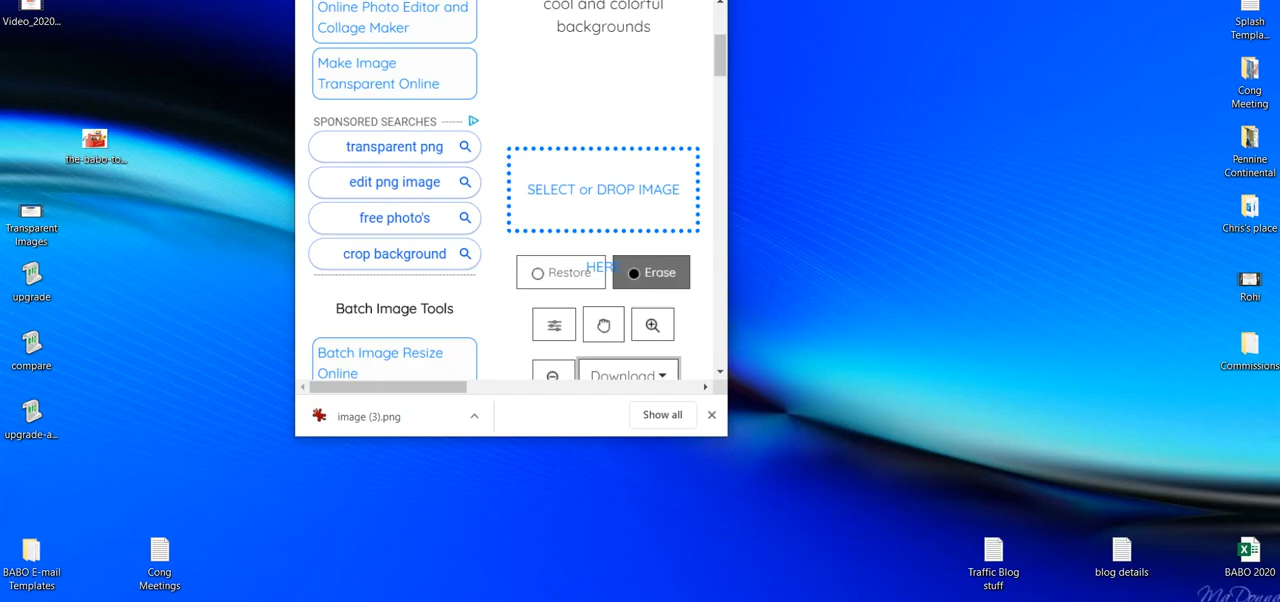 Video_2020...
the-babo-to...
Transparent
Images
upgrade
compare
upgrade-a...
BABO E-mail
Templates
Cong
Meetings
Online Photo Editor and
Collage Maker
Make Image
Transparent Online
SPONSORED SEARCHES
transparent png
edit png image
free photo's
crop background
Batch Image Tools
Batch Image Resize
Online
cool and colorful
backgrounds
SELECT or DROP IMAGE
HERE
Restore
Erase
Download
image (3).png
Show all
Splash
Templa...
Cong
Meeting
Pennine
Continental
Chris's place
Rohi
Commissions
Traffic Blog
stuff
blog details
BABO 2020
MaDonna